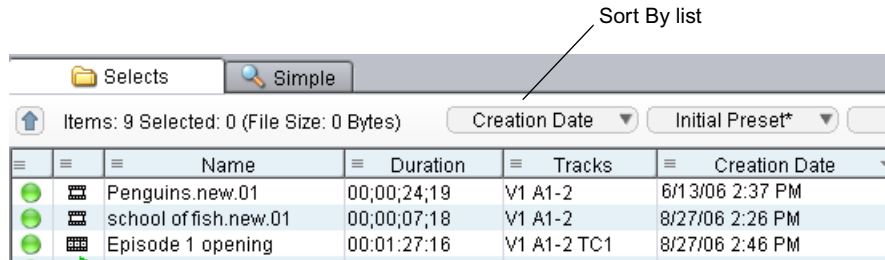 Sort By list
Selects Simple
Items: 9 Selected: 0 (File Size: 0 Bytes) Creation Date Initial Preset*
Name Duration Tracks Creation Date
Penguins.new.01 00;00;24;19 V1 A1-2 6/13/06 2:37 PM
school of fish.new.01 00;00;07;18 V1 A1-2 8/27/06 2:26 PM
Episode 1 opening 00:01:27:16 V1 A1-2 TC1 8/27/06 2:46 PM